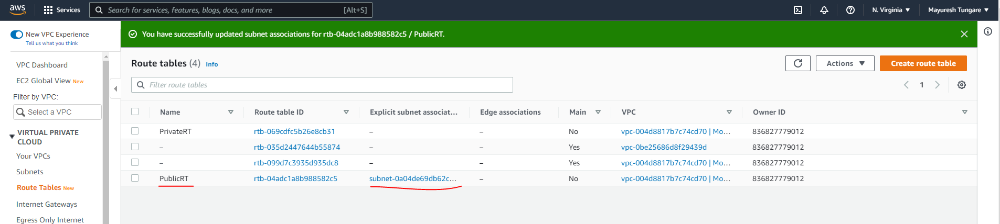 aws Services Search for services, features, blogs, docs, and more [Alt+S] N. Virginia Mayuresh Tungare
New VPC Experience
Tell us what you think
You have successfully updated subnet associations for rtb-04adc1a8b988582c5 / PublicRT.
VPC Dashboard
EC2 Global View New
Filter by VPC:
Select a VPC
VIRTUAL PRIVATE
CLOUD
Your VPCs
Subnets
Route Tables New
Internet Gateways
Egress Only Internet
Route tables (4) Info
Actions
Create route table
Filter route tables
1
Name Route table ID Explicit subnet associat... Edge associations Main VPC Owner ID
PrivateRT rtb-069cdfc5b26e8cb31 – – No vpc-004d8817b7c74cd70 | Mo... 836827779012
– rtb-035d2447644b55874 – – Yes vpc-0be25686d8f29439d 836827779012
– rtb-099d7c3935d935dc8 – – Yes vpc-004d8817b7c74cd70 | Mo... 836827779012
PublicRT rtb-04adc1a8b988582c5 subnet-0a04de69db62c... – No vpc-004d8817b7c74cd70 | Mo... 836827779012